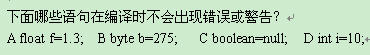 下面哪些语句在编译时不会出现错误或警告?
A float f=1.3; B byte b=275; C boolean=null; D int i=10;